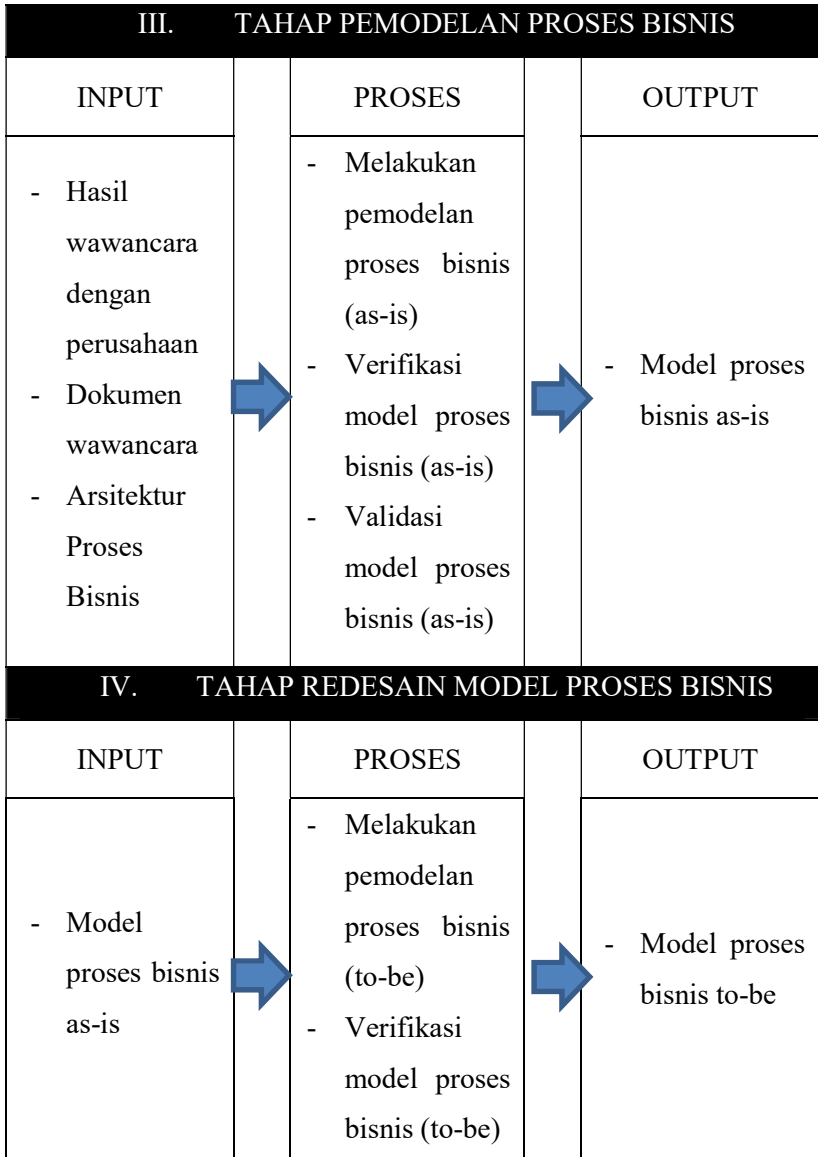 III. TAHAP PEMODELAN PROSES BISNIS
INPUT
PROSES
OUTPUT
- Hasil
wawancara
dengan
perusahaan
- Dokumen
wawancara
- Arsitektur
Proses
Bisnis
- Melakukan
pemodelan
proses bisnis
(as-is)
- Verifikasi
model proses
bisnis (as-is)
- Validasi
model proses
bisnis (as-is)
- Model proses
bisnis as-is
IV. TAHAP REDESAIN MODEL PROSES BISNIS
INPUT
PROSES
OUTPUT
- Model
proses bisnis
as-is
- Melakukan
pemodelan
proses bisnis
(to-be)
- Verifikasi
model proses
bisnis (to-be)
- Model proses
bisnis to-be